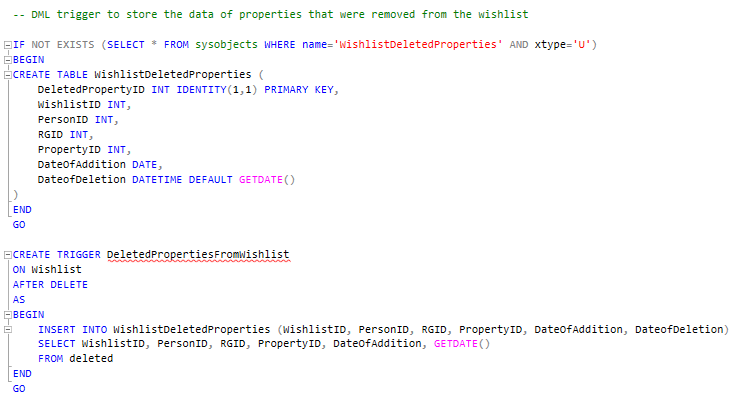 -- DML trigger to store the data of properties that were removed from the wishlist
IF NOT EXISTS (SELECT * FROM sysobjects WHERE name='WishlistDeletedProperties' AND xtype='U')
BEGIN
CREATE TABLE WishlistDeletedProperties (
DeletedPropertyID INT IDENTITY(1,1) PRIMARY KEY,
WishlistID INT,
PersonID INT,
RGID INT,
PropertyID INT,
DateOfAddition DATE,
DateofDeletion DATETIME DEFAULT GETDATE()
)
END
GO
CREATE TRIGGER DeletedPropertiesFromWishlist
ON Wishlist
AFTER DELETE
AS
BEGIN
INSERT INTO WishlistDeletedProperties (WishlistID, PersonID, RGID, PropertyID, DateOfAddition, DateofDeletion)
SELECT WishlistID, PersonID, RGID, PropertyID, DateOfAddition, GETDATE()
FROM deleted
END
GO